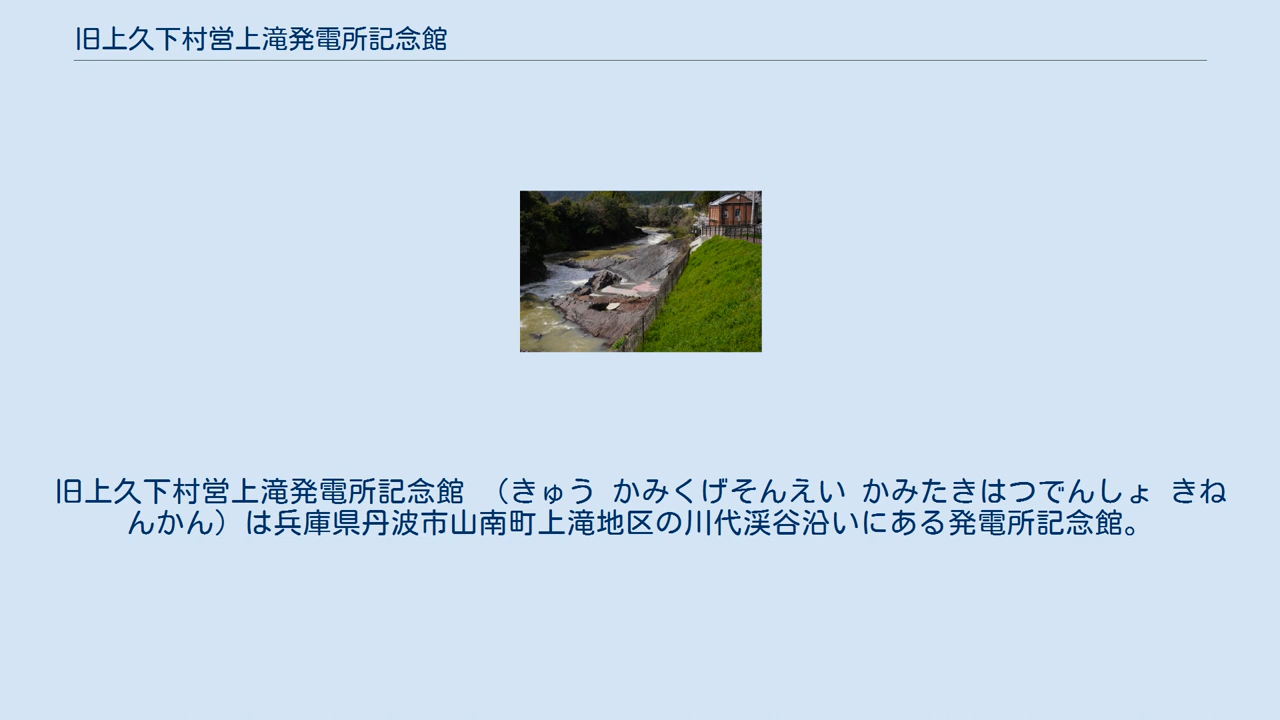 旧上久下村営上滝発電所記念館
旧上久下村営上滝発電所記念館 （きゅう かみくげそんえい かみたきはつでんしょ きね
んかん）は兵庫県丹波市山南町上滝地区の川代渓谷沿いにある発電所記念館。